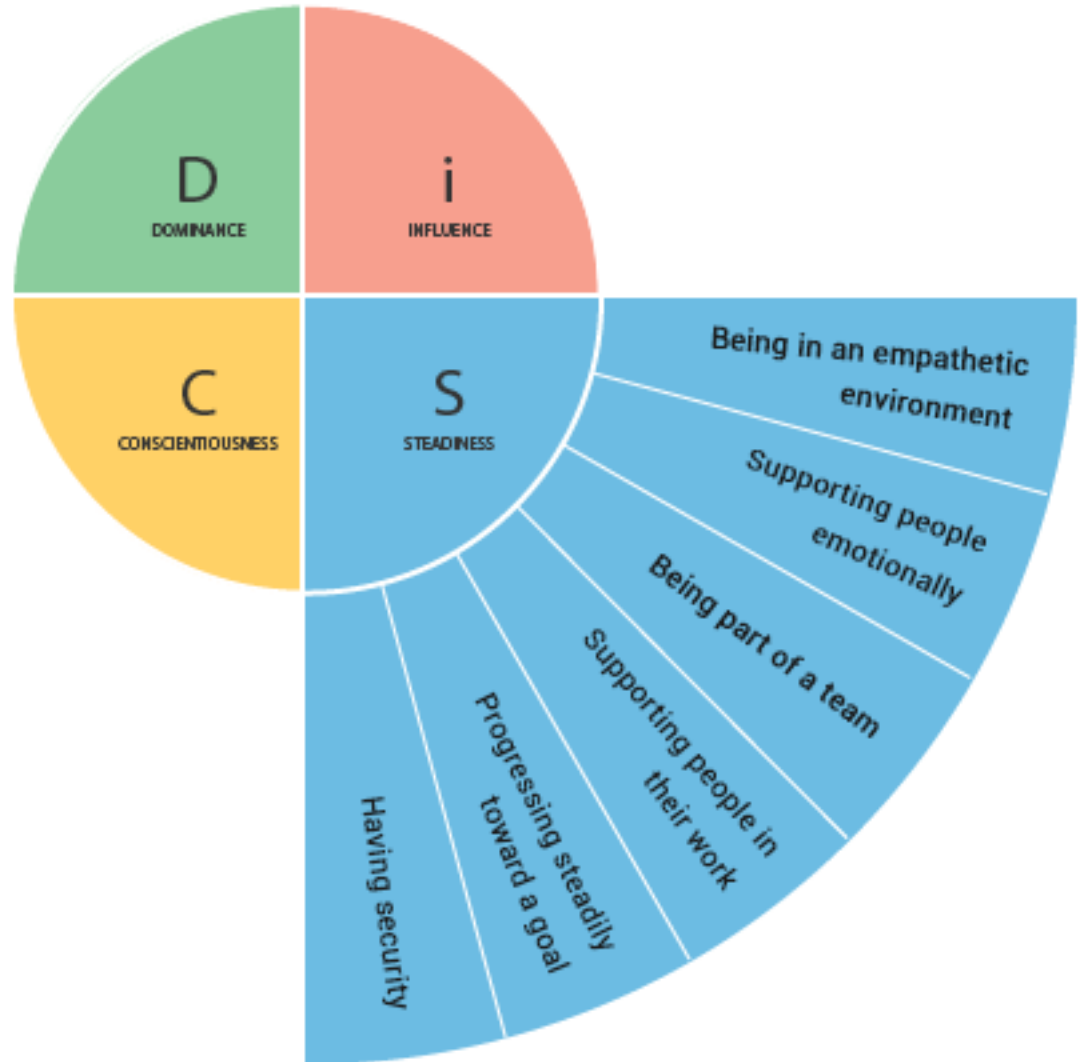 D
DOMINANCE
i
INFLUENCE
C
CONSCIENTIOUSNESS
S
STEADINESS
Being in an empathetic
environment
Supporting people
emotionally
Being part of a team
Supporting people in
their work
Progressing steadily
toward a goal
Having security